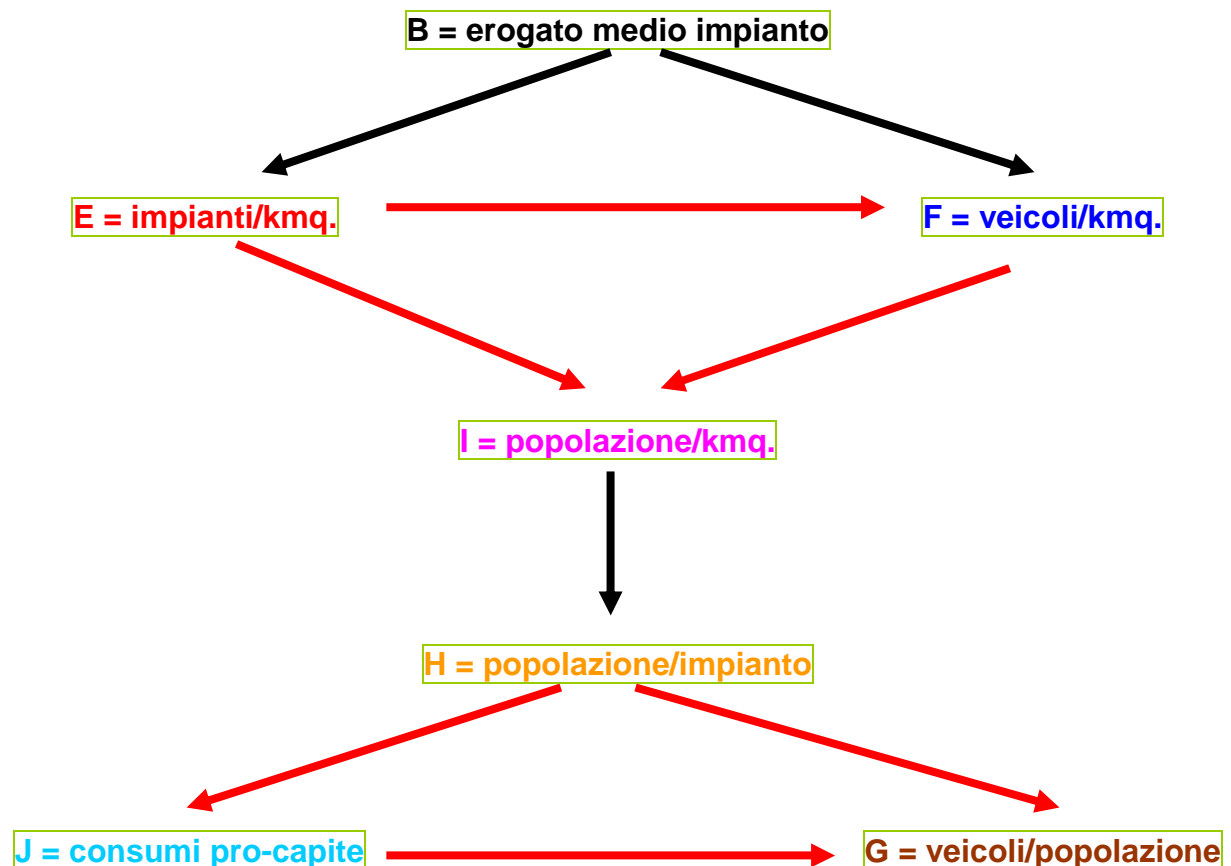 B = erogato medio impianto
E = impianti/kmq.
F = veicoli/kmq.
I = popolazione/kmq.
H = popolazione/impianto
J = consumi pro-capite
G = veicoli/popolazione